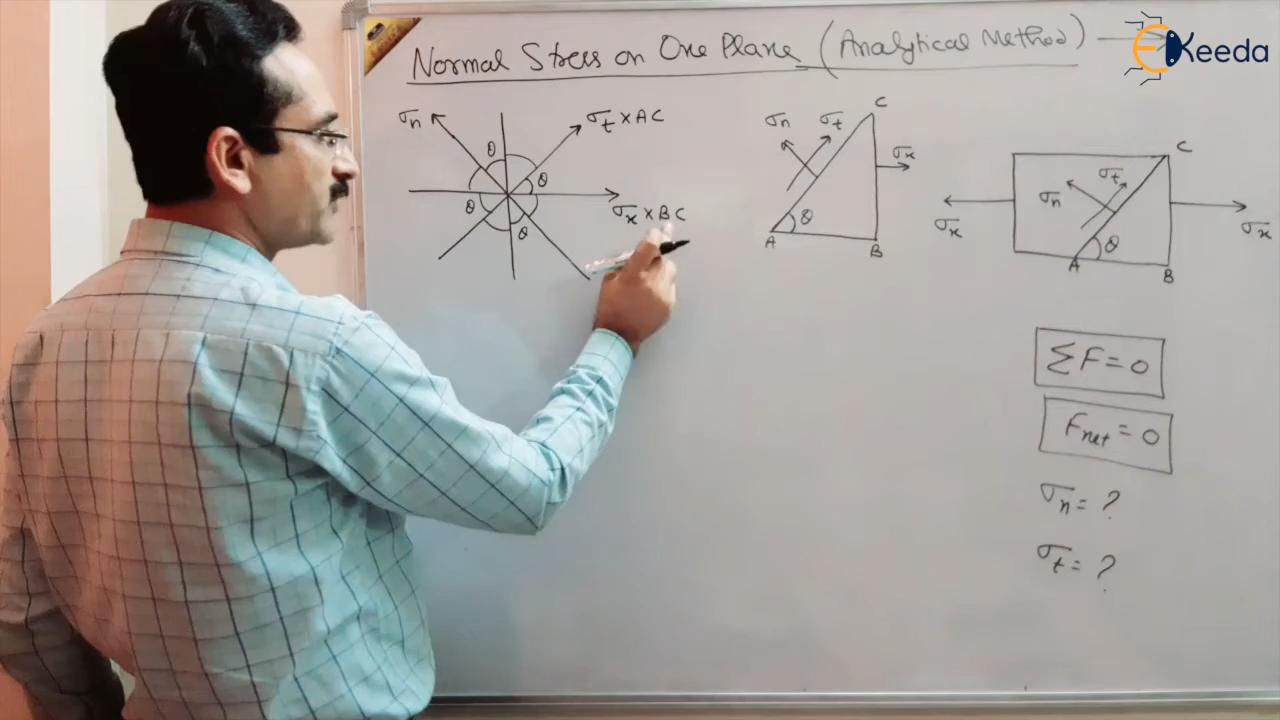 Normal Stress on One Plane (Analytical Method) →
EKeeda
σn
σt × AC
θ
θ
θ
θ
σx × BC
σn
σt
C
σx
θ
A
B
C
σn
σt
σx
σx
θ
A
B
ΣF = 0
Fnet = 0
σn = ?
σt = ?